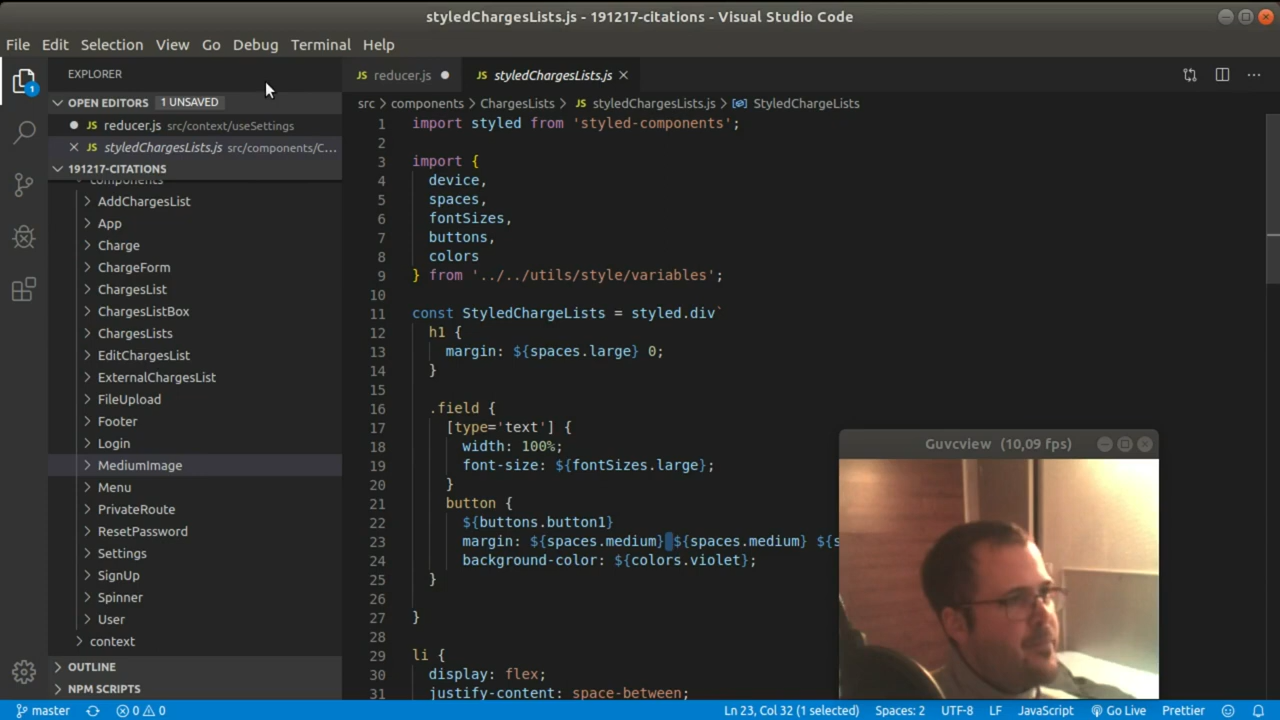 styledChargesLists.js - 191217-citations - Visual Studio Code
File Edit Selection View Go Debug Terminal Help
1
EXPLORER
OPEN EDITORS 1 UNSAVED
JS reducer.js src/context/useSettings
JS styledChargesLists.js src/components/C...
191217-CITATIONS
components
AddChargesList
App
Charge
ChargeForm
ChargesList
ChargesListBox
ChargesLists
EditChargesList
ExternalChargesList
FileUpload
Footer
Login
MediumImage
Menu
PrivateRoute
ResetPassword
Settings
SignUp
Spinner
User
context
OUTLINE
NPM SCRIPTS
JS reducer.js
JS styledChargesLists.js
src > components > ChargesLists > JS styledChargesLists.js > StyledChargeLists
1 import styled from 'styled-components';
2
3 import {
4 device,
5 spaces,
6 fontSizes,
7 buttons,
8 colors
9 } from '../../utils/style/variables';
10
11 const StyledChargeLists = styled.div`
12 h1 {
13 margin: ${spaces.large} 0;
14 }
15
16 .field {
17 [type='text'] {
18 width: 100%;
19 font-size: ${fontSizes.large};
20 }
21 button {
22 ${buttons.button1}
23 margin: ${spaces.medium} ${spaces.medium} ${s
24 background-color: ${colors.violet};
25 }
26
27 }
28
29 li {
30 display: flex;
31 justify-content: space-between;
Guvcview (10,09 fps)
master 0 0 Ln 23, Col 32 (1 selected) Spaces: 2 UTF-8 LF JavaScript Go Live Prettier